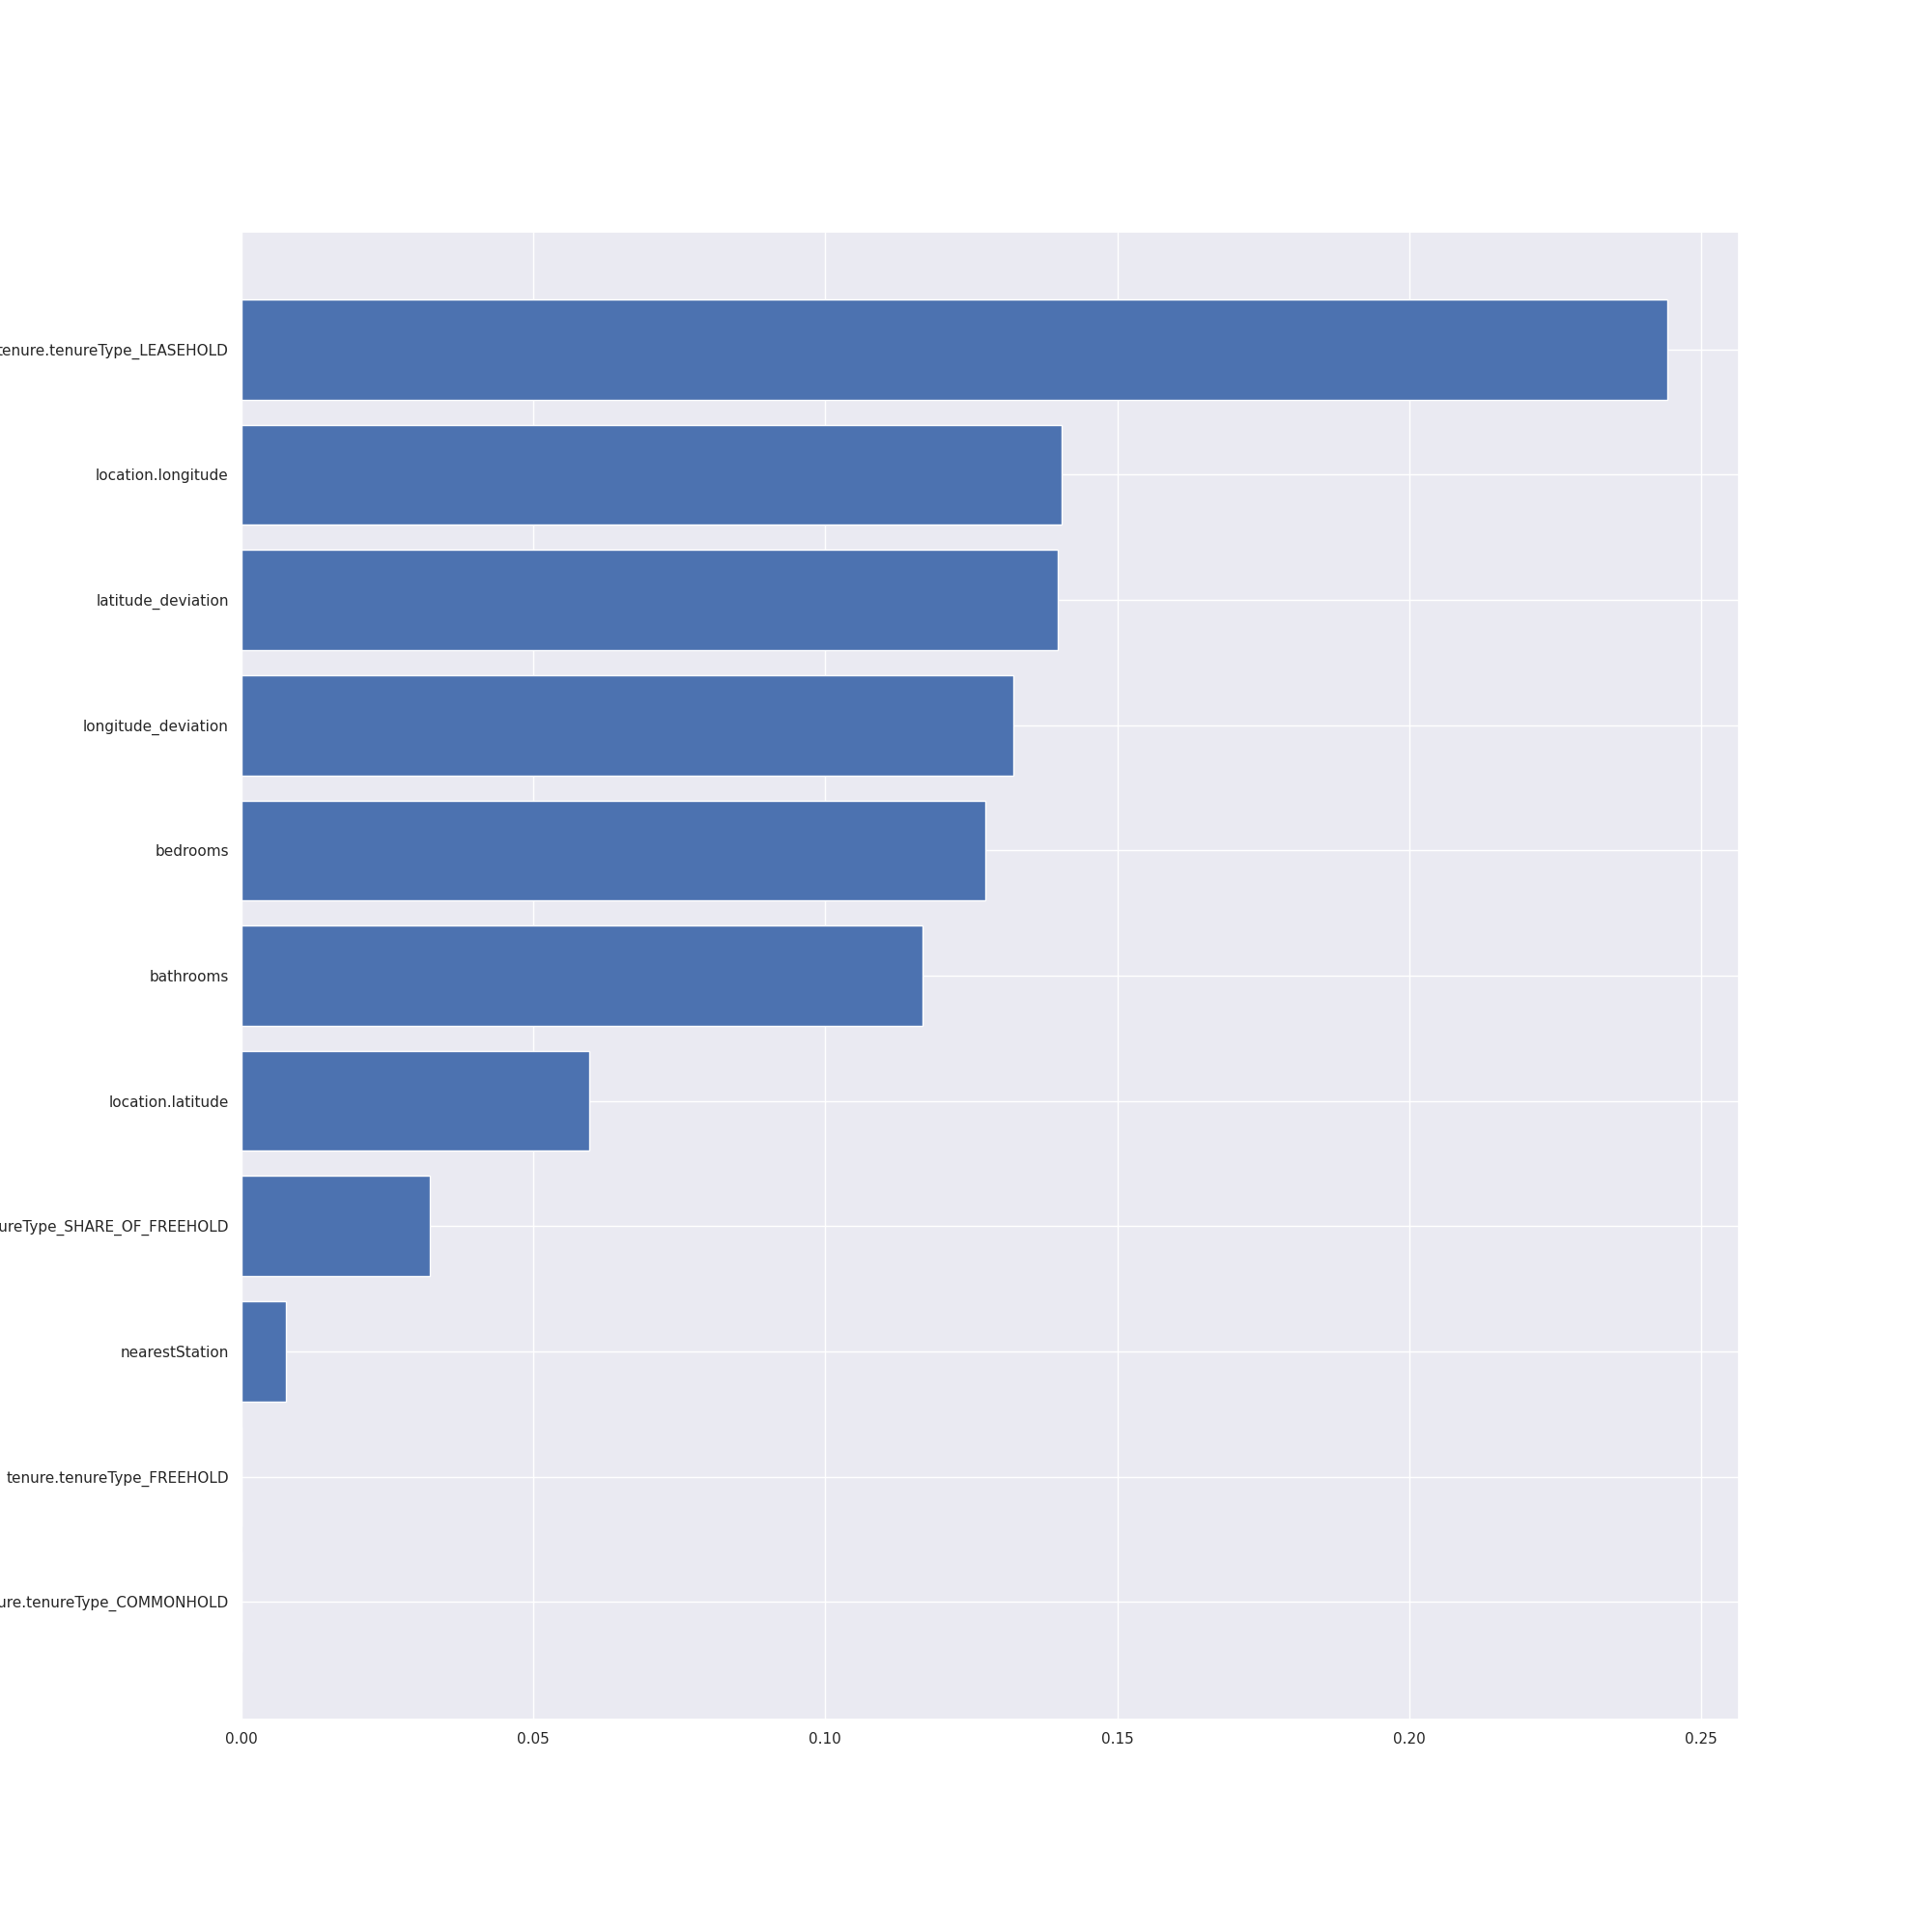 tenure.tenureType_LEASEHOLD
location.longitude
latitude_deviation
longitude_deviation
bedrooms
bathrooms
location.latitude
ureType_SHARE_OF_FREEHOLD
nearestStation
tenure.tenureType_FREEHOLD
ure.tenureType_COMMONHOLD
0.00 0.05 0.10 0.15 0.20 0.25